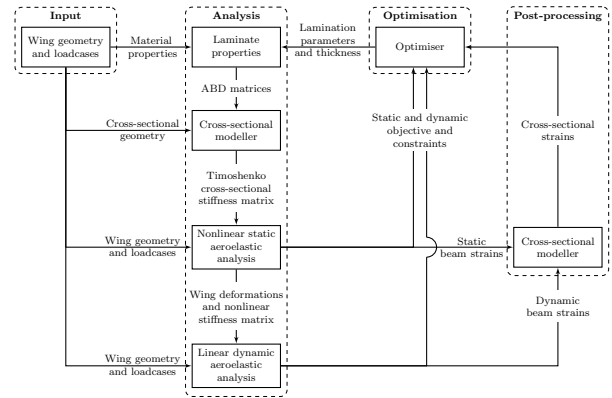 Input
Analysis
Optimisation
Post-processing
Wing geometry
and loadcases
Material
properties
Laminate
properties
Lamination
parameters
and thickness
Optimiser
ABD matrices
Cross-sectional
geometry
Cross-sectional
modeller
Static and dynamic
objective and
constraints
Cross-sectional
strains
Timoshenko
cross-sectional
stiffness matrix
Wing geometry
and loadcases
Nonlinear static
aeroelastic
analysis
Static
beam strains
Cross-sectional
modeller
Wing deformations
and nonlinear
stiffness matrix
Dynamic
beam strains
Wing geometry
and loadcases
Linear dynamic
aeroelastic
analysis